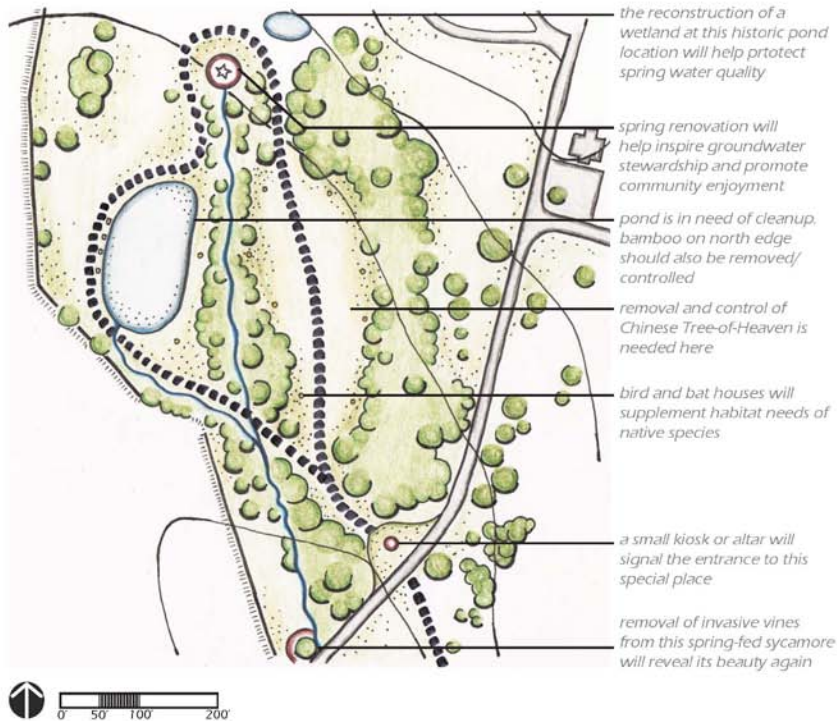 the reconstruction of a
wetland at this historic pond
location will help prtotect
spring water quality
spring renovation will
help inspire groundwater
stewardship and promote
community enjoyment
pond is in need of cleanup.
bamboo on north edge
should also be removed/
controlled
removal and control of
Chinese Tree-of-Heaven is
needed here
bird and bat houses will
supplement habitat needs of
native species
a small kiosk or altar will
signal the entrance to this
special place
removal of invasive vines
from this spring-fed sycamore
will reveal its beauty again
0' 50' 100' 200'